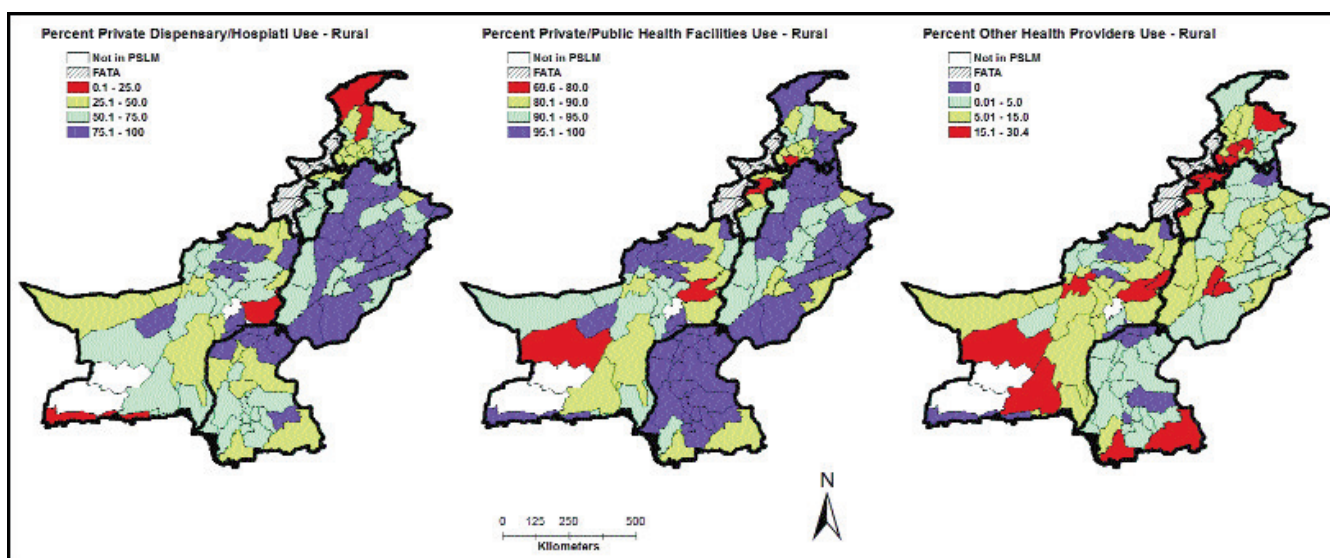 Percent Private Dispensary/Hospiatl Use - Rural
Not in PSLM
FATA
0.1 - 25.0
25.1 - 50.0
50.1 - 75.0
75.1 - 100
Percent Private/Public Health Facilities Use - Rural
Not in PSLM
FATA
69.6 - 80.0
80.1 - 90.0
90.1 - 95.0
95.1 - 100
Percent Other Health Providers Use - Rural
Not in PSLM
FATA
0
0.01 - 5.0
5.01 - 15.0
15.1 - 30.4
N
0 125 250 500
Kilometers